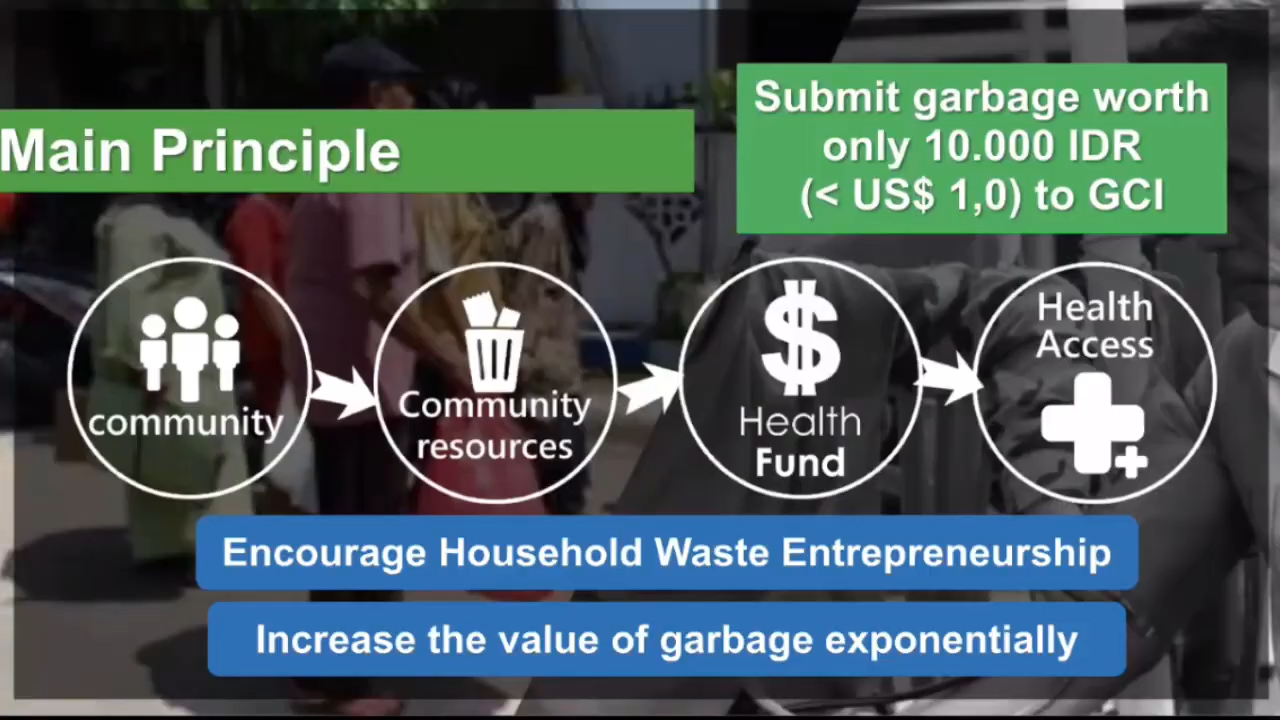 Main Principle
Submit garbage worth
only 10.000 IDR
(< US$ 1,0) to GCI
community
Community
resources
$
Health
Fund
Health
Access
Encourage Household Waste Entrepreneurship
Increase the value of garbage exponentially